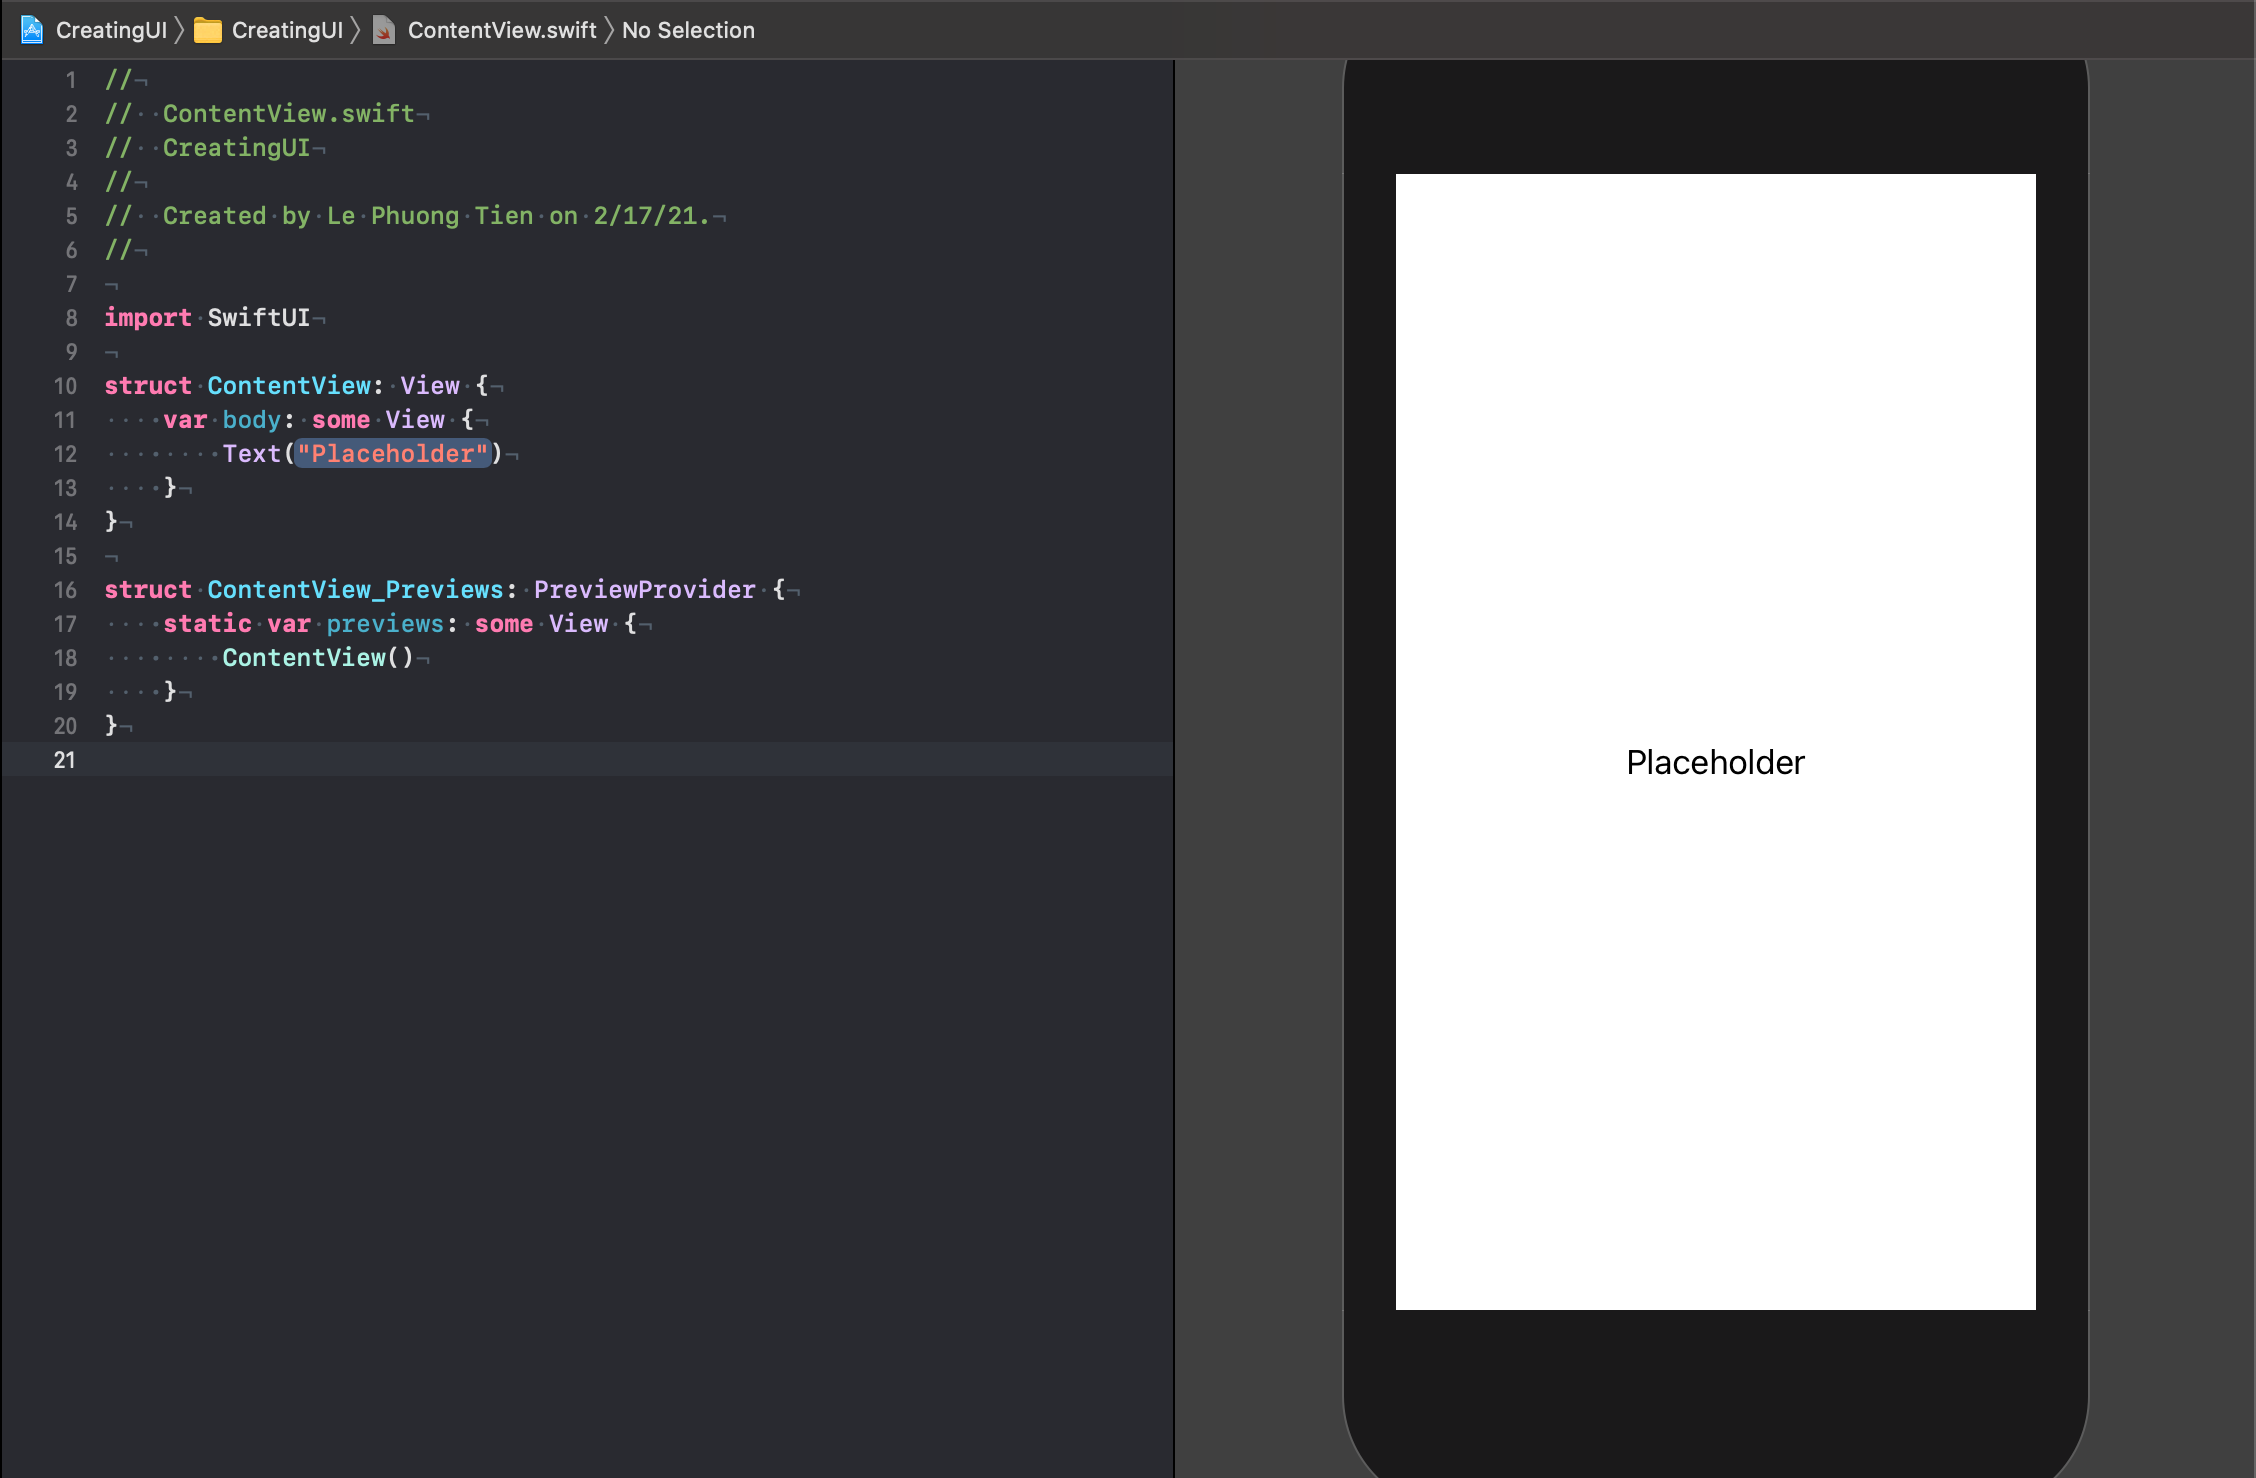 CreatingUI 〉 CreatingUI 〉 ContentView.swift 〉 No Selection
1 //
2 //  ContentView.swift
3 //  CreatingUI
4 //
5 //  Created by Le Phuong Tien on 2/17/21.
6 //
7
8 import SwiftUI
9
10 struct ContentView: View {
11     var body: some View {
12         Text("Placeholder")
13     }
14 }
15
16 struct ContentView_Previews: PreviewProvider {
17     static var previews: some View {
18         ContentView()
19     }
20 }
21
Placeholder